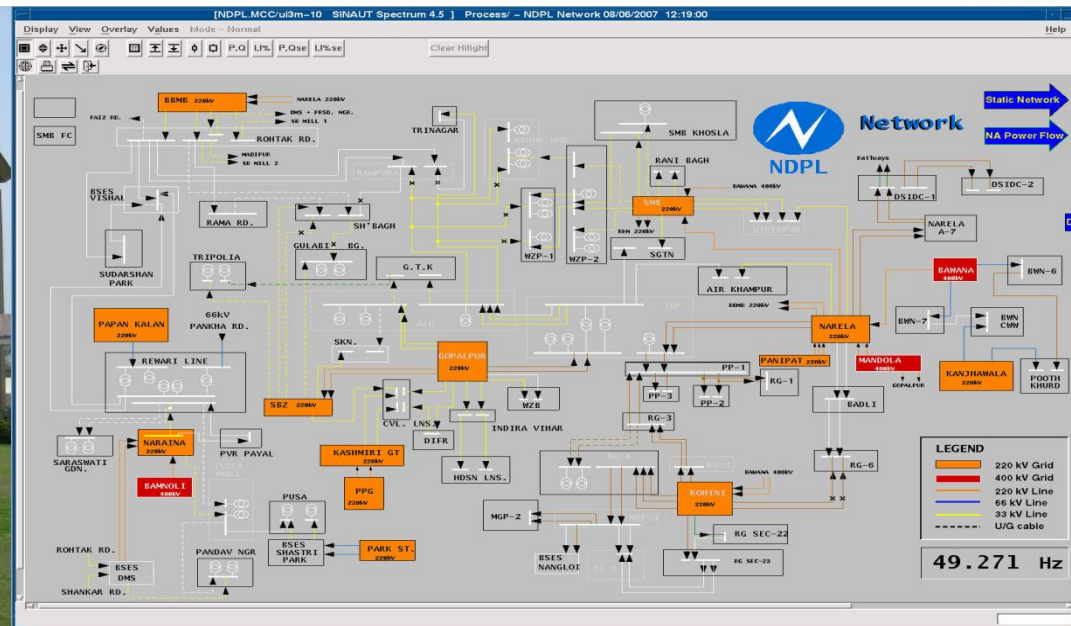 [NDPL.MCC/ui3m-10 SINAUT Spectrum 4.5 ] Process/ - NDPL Network 08/06/2007 12:19:00
Display View Overlay Values Mode - Normal Help
P,Q I,I% P,Qse I,I%se Clear Hilight
SMB FC
BBMB 220kV
NARELA 220kV
DMS + PRSD. NGR.
SB MILL 1
FAIZ RD.
ROHTAK RD.
MADIPUR
SB MILL 2
TRINAGAR
SMB KHOSLA
RANI BAGH
NDPL
Network
Static Network
NA Power Flow
Railways
DSIDC-1
DSIDC-2
BSES VISHAL
RAMA RD.
SH'BAGH
SMB 220kV
BAWANA 400kV
RHN 220kV
NARELA A-7
SUDARSHAN PARK
GULABI BG.
WZP-1
WZP-2
SGTN
TRIPOLIA
G.T.K
AIR KHAMPUR
BAWANA 400kV
BWN-6
PAPAN KALAN 220kV
66kV PANKHA RD.
BBMB 220kV
NARELA 220kV
BWN-7
BWN CWW
REWARI LINE
SKN.
GOPALPUR 220kV
PANIPAT 220kV
MANDOLA 400kV
GOPALPUR
KANJHAWALA 220kV
POOTH KHURD
PP-1
RG-1
PP-3
PP-2
SBZ 220kV
CVL. LNS.
WZB
BADLI
DIFR
INDIRA VIHAR
RG-3
NARAINA 220kV
PVR PAYAL
SARASWATI GDN.
KASHMIRI GT 220kV
HDSN LNS.
RG-4
RG-6
BAWANA 400kV
BAMNOLI 400kV
PPG 220kV
ROHINI 220kV
PUSA
MGP-2
RG SEC-22
BSES SHASTRI PARK
PARK ST. 220kV
BSES NANGLOI
RG SEC-23
ROHTAK RD.
BSES DMS
PANDAV NGR
SHANKAR RD.
LEGEND
220 kV Grid
400 kV Grid
220 kV Line
66 kV Line
33 kV Line
U/G cable
49.271 Hz